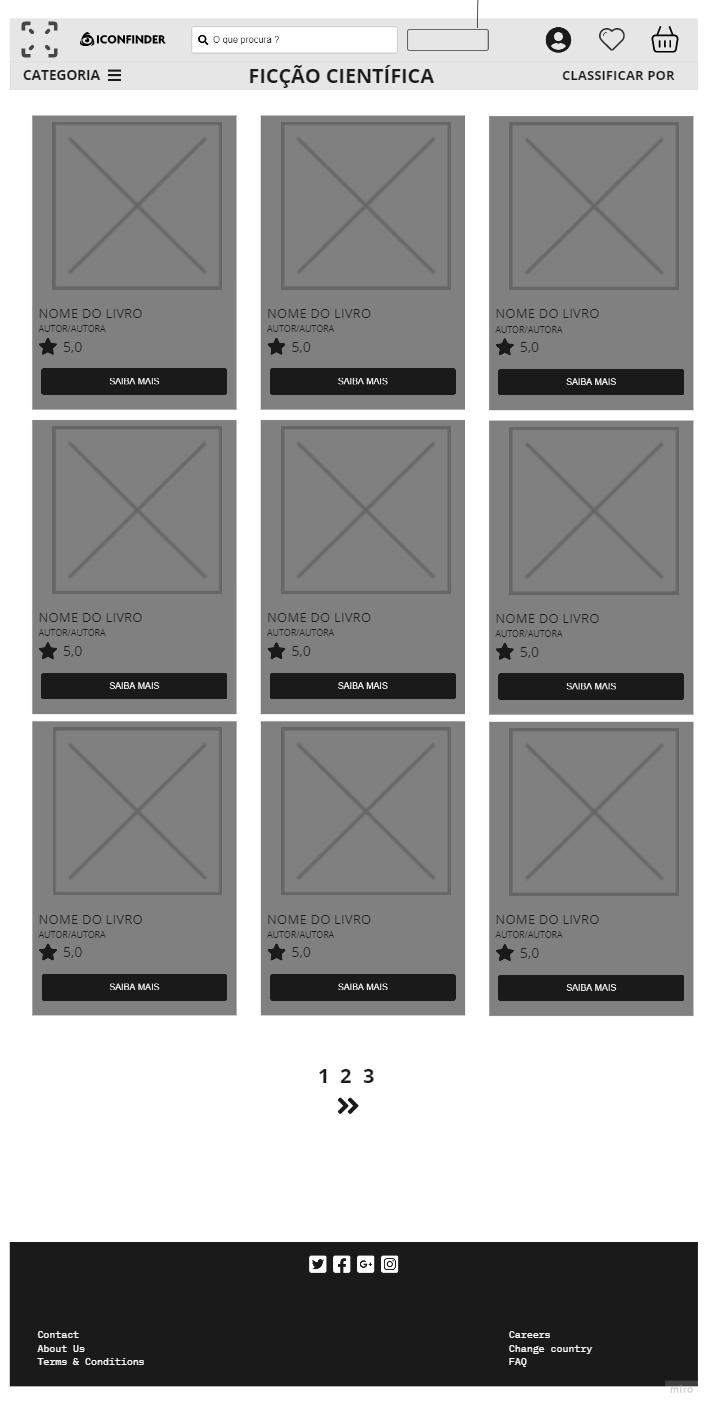 ICONFINDER O que procura ?
CATEGORIA FICÇÃO CIENTÍFICA CLASSIFICAR POR
NOME DO LIVRO NOME DO LIVRO NOME DO LIVRO
AUTOR/AUTORA AUTOR/AUTORA AUTOR/AUTORA
5,0 5,0 5,0
SAIBA MAIS SAIBA MAIS SAIBA MAIS
NOME DO LIVRO NOME DO LIVRO NOME DO LIVRO
AUTOR/AUTORA AUTOR/AUTORA AUTOR/AUTORA
5,0 5,0 5,0
SAIBA MAIS SAIBA MAIS SAIBA MAIS
NOME DO LIVRO NOME DO LIVRO NOME DO LIVRO
AUTOR/AUTORA AUTOR/AUTORA AUTOR/AUTORA
5,0 5,0 5,0
SAIBA MAIS SAIBA MAIS SAIBA MAIS
1 2 3
G+
Contact Careers
About Us Change country
Terms & Conditions FAQ
miro